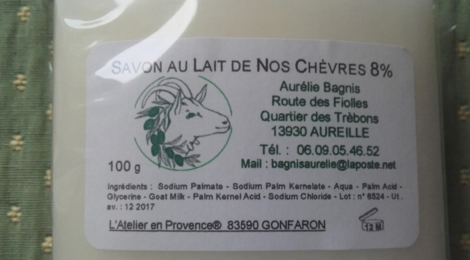 SAVON AU LAIT DE NOS CHÈVRES 8%
Aurélie Bagnis
Route des Fiolles
Quartier des Trèbons
13930 AUREILLE
Tél. : 06.09.05.46.52
Mail : bagnisaurelie@laposte.net
100 g
Ingrédients : Sodium Palmate - Sodium Palm Kernelate - Aqua - Palm Acid -
Glycerine - Goat Milk - Palm Kernel Acid - Sodium Chloride - Lot : n° 6524 - Ut.
av. : 12 2017
L'Atelier en Provence® 83590 GONFARON
12 M